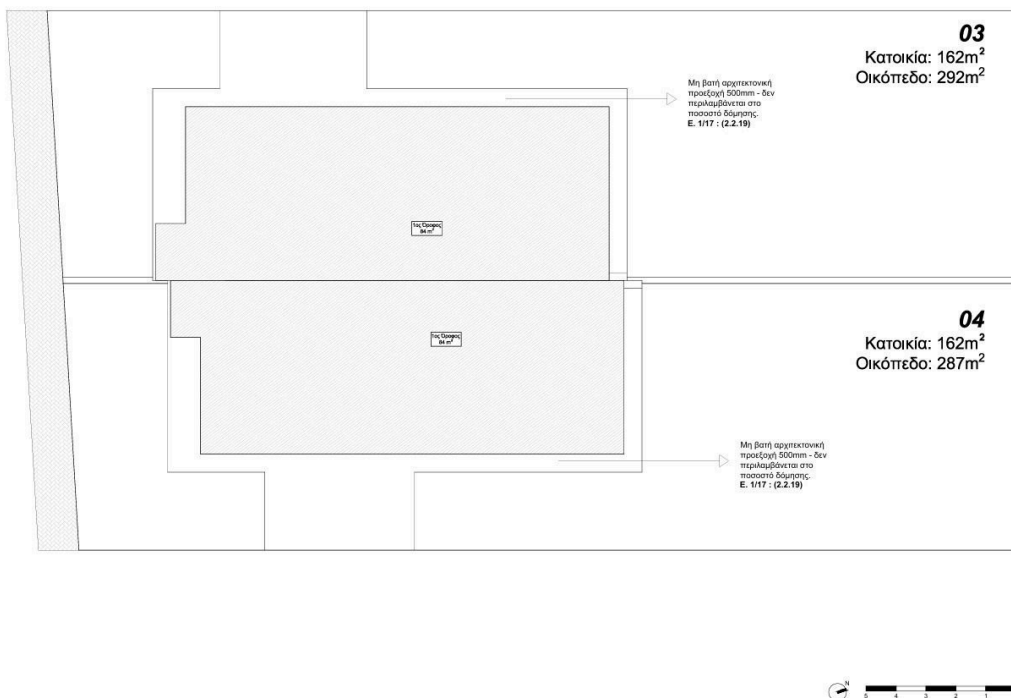 03
Κατοικία: 162m²
Οικόπεδο: 292m²
Μη βατή αρχιτεκτονική
προεξοχή 500mm - δεν
περιλαμβάνεται στο
ποσοστό δόμησης.
Ε. 1/17 : (2.2.19)
1ος Όροφος
84 m²
04
Κατοικία: 162m²
Οικόπεδο: 287m²
1ος Όροφος
84 m²
Μη βατή αρχιτεκτονική
προεξοχή 500mm - δεν
περιλαμβάνεται στο
ποσοστό δόμησης.
Ε. 1/17 : (2.2.19)
N
5 4 3 2 1